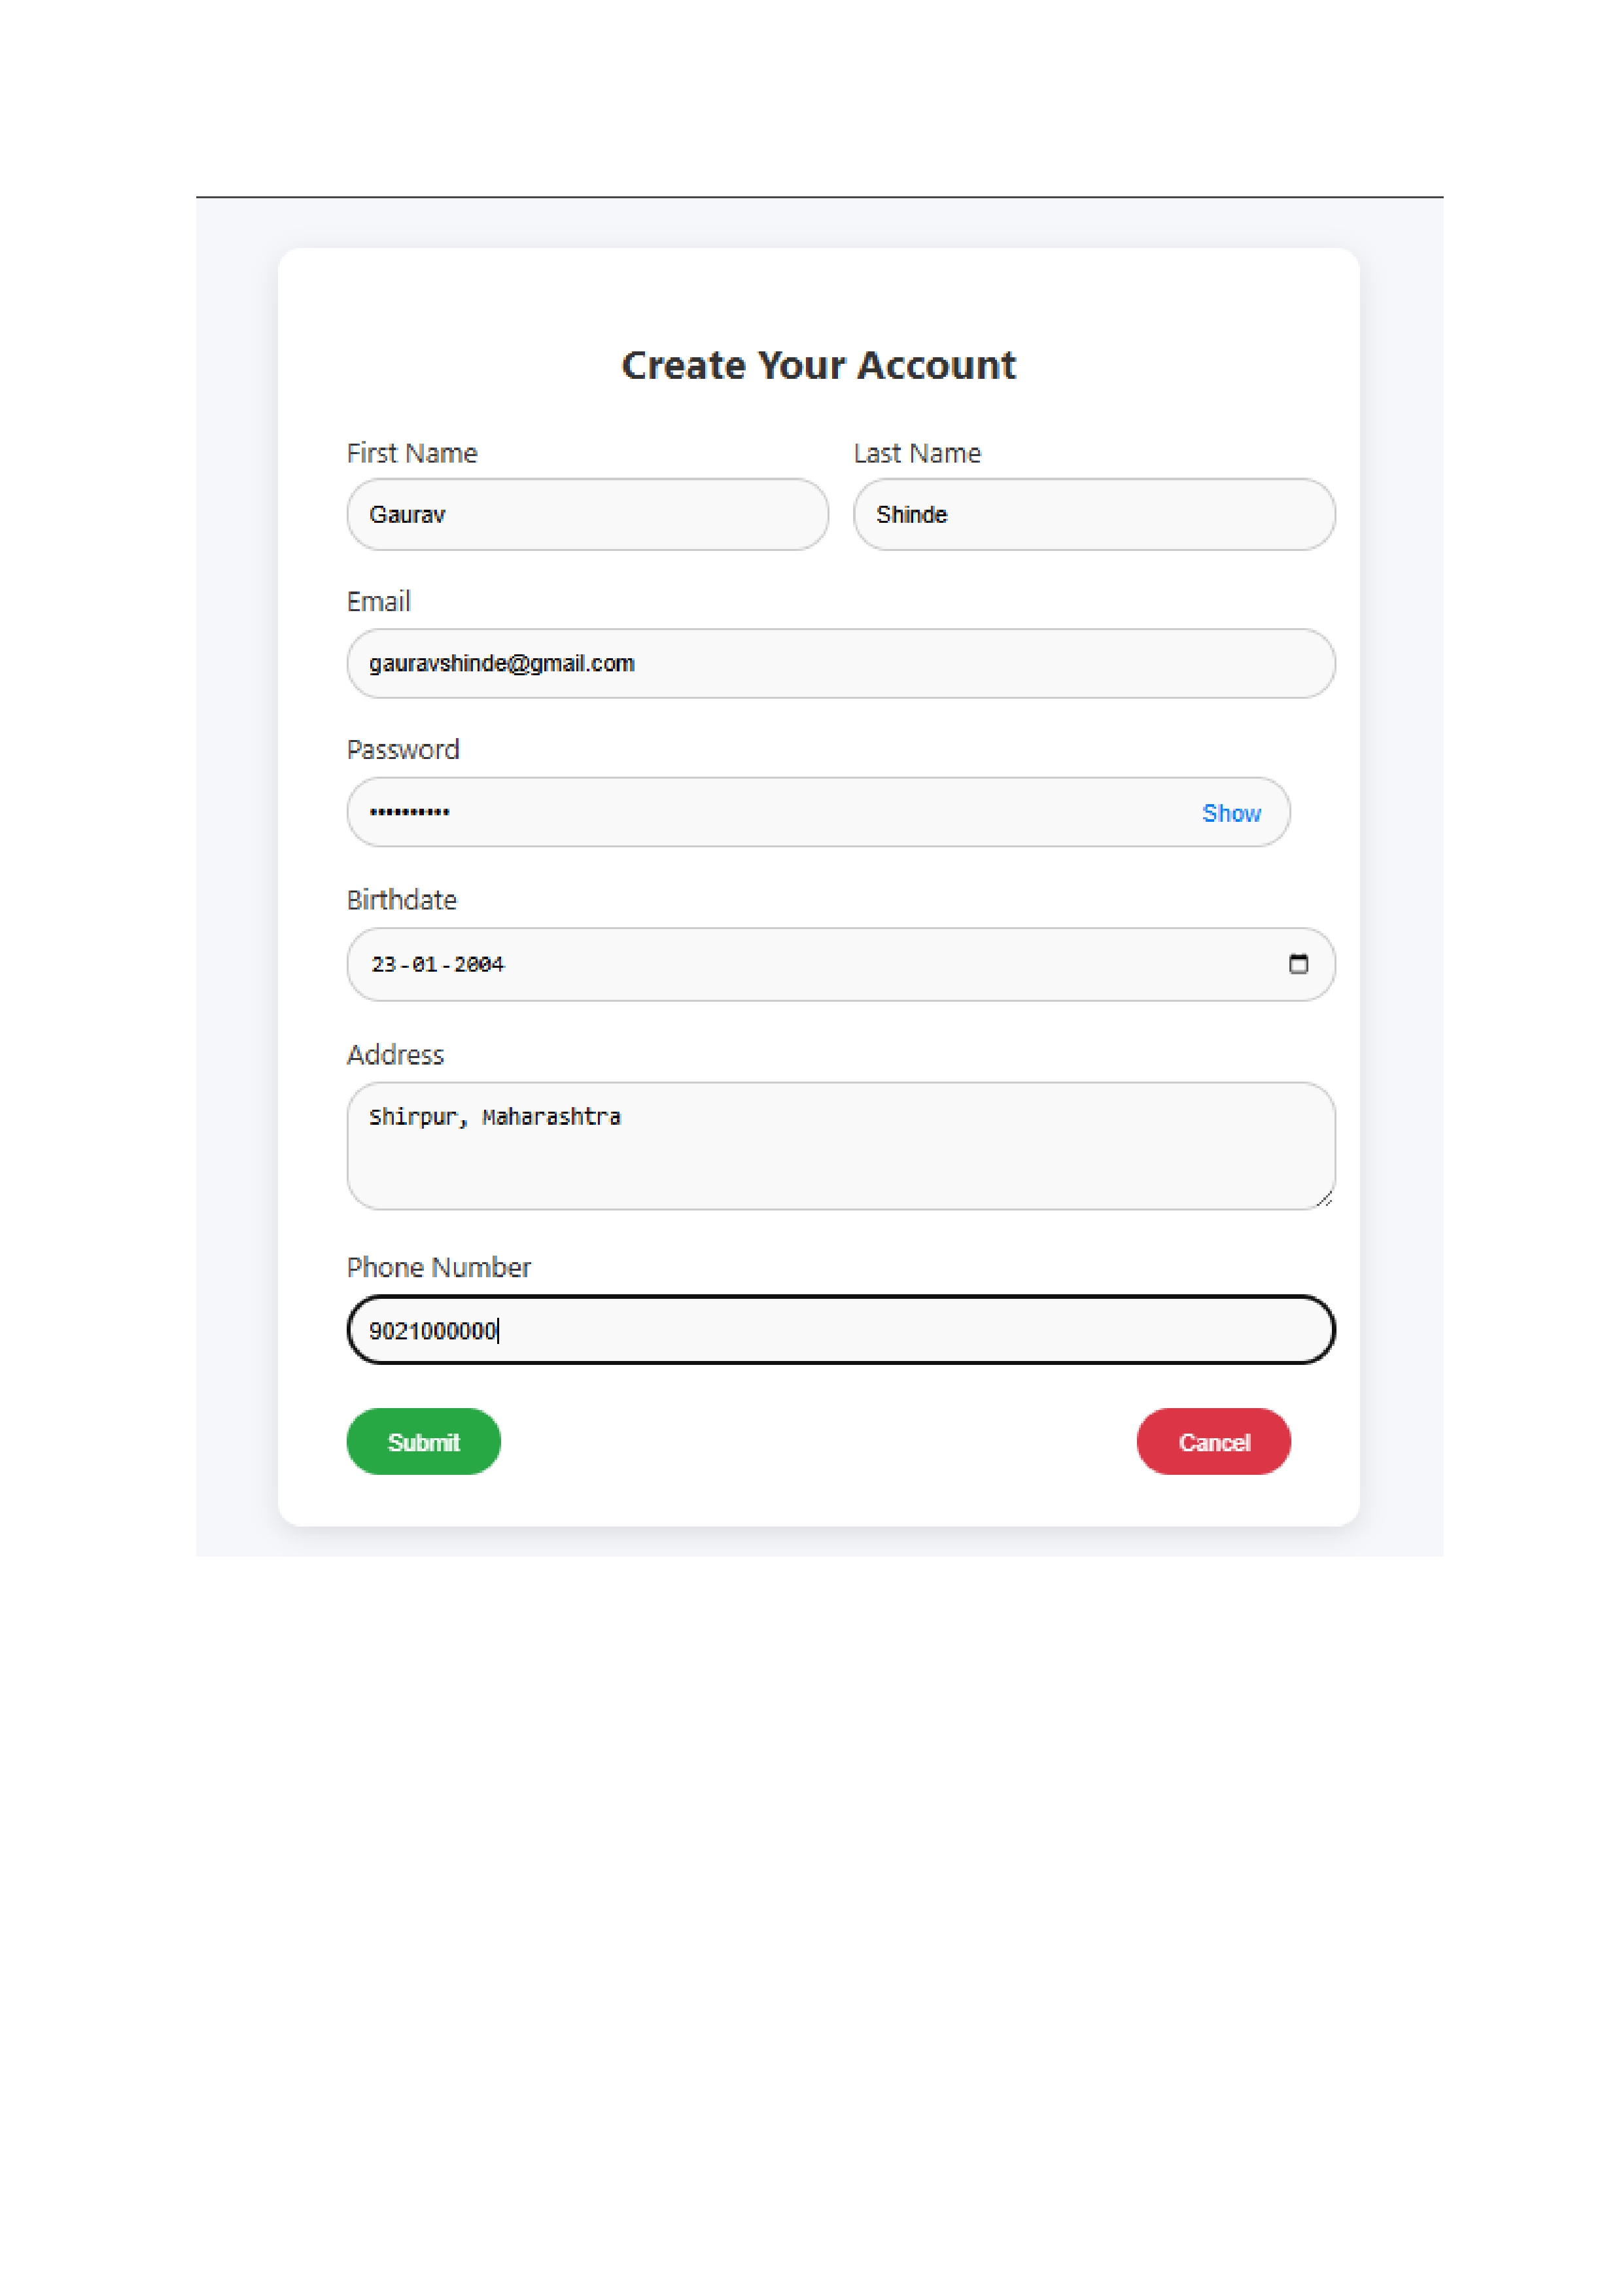 Create Your Account
First Name Last Name
Gaurav Shinde
Email
gauravshinde@gmail.com
Password
•••••••••• Show
Birthdate
23-01-2004
Address
Shirpur, Maharashtra
Phone Number
9021000000
Submit Cancel